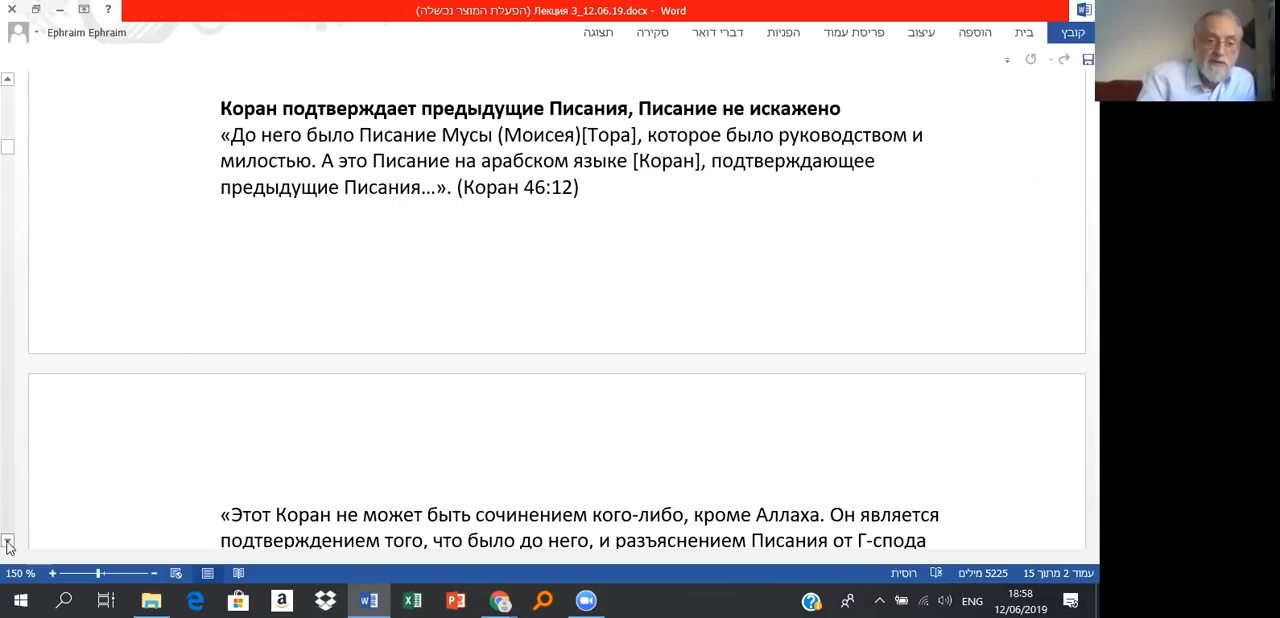 Лекция 3_12.06.19.docx - Word (הפעלת המוצר נכשלה)
Ephraim Ephraim
קובץ בית הוספה עיצוב פריסת עמוד הפניות דברי דואר סקירה תצוגה
Коран подтверждает предыдущие Писания, Писание не искажено
«До него было Писание Мусы (Моисея)[Тора], которое было руководством и
милостью. А это Писание на арабском языке [Коран], подтверждающее
предыдущие Писания…». (Коран 46:12)
«Этот Коран не может быть сочинением кого-либо, кроме Аллаха. Он является
подтверждением того, что было до него, и разъяснением Писания от Г-спода
150 %
עמוד 2 מתוך 15 5225 מילים רוסית
ENG
18:58
12/06/2019